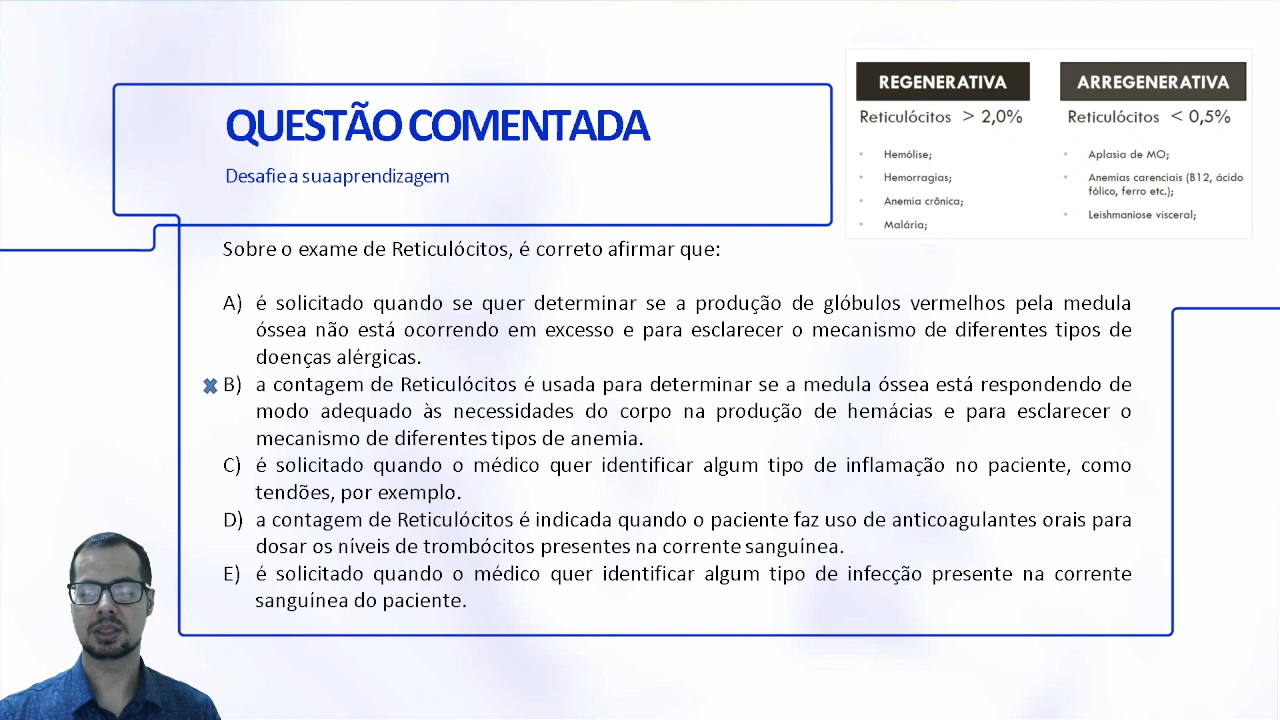 QUESTÃO COMENTADA
Desafie a sua aprendizagem
REGENERATIVA
Reticulócitos > 2,0%
• Hemólise;
• Hemorragias;
• Anemia crônica;
• Malária;
ARREGENERATIVA
Reticulócitos < 0,5%
• Aplasia de MO;
• Anemias carenciais (B12, ácido
fólico, ferro etc.);
• Leishmaniose visceral;
Sobre o exame de Reticulócitos, é correto afirmar que:
A) é solicitado quando se quer determinar se a produção de glóbulos vermelhos pela medula
óssea não está ocorrendo em excesso e para esclarecer o mecanismo de diferentes tipos de
doenças alérgicas.
B) a contagem de Reticulócitos é usada para determinar se a medula óssea está respondendo de
modo adequado às necessidades do corpo na produção de hemácias e para esclarecer o
mecanismo de diferentes tipos de anemia.
C) é solicitado quando o médico quer identificar algum tipo de inflamação no paciente, como
tendões, por exemplo.
D) a contagem de Reticulócitos é indicada quando o paciente faz uso de anticoagulantes orais para
dosar os níveis de trombócitos presentes na corrente sanguínea.
E) é solicitado quando o médico quer identificar algum tipo de infecção presente na corrente
sanguínea do paciente.